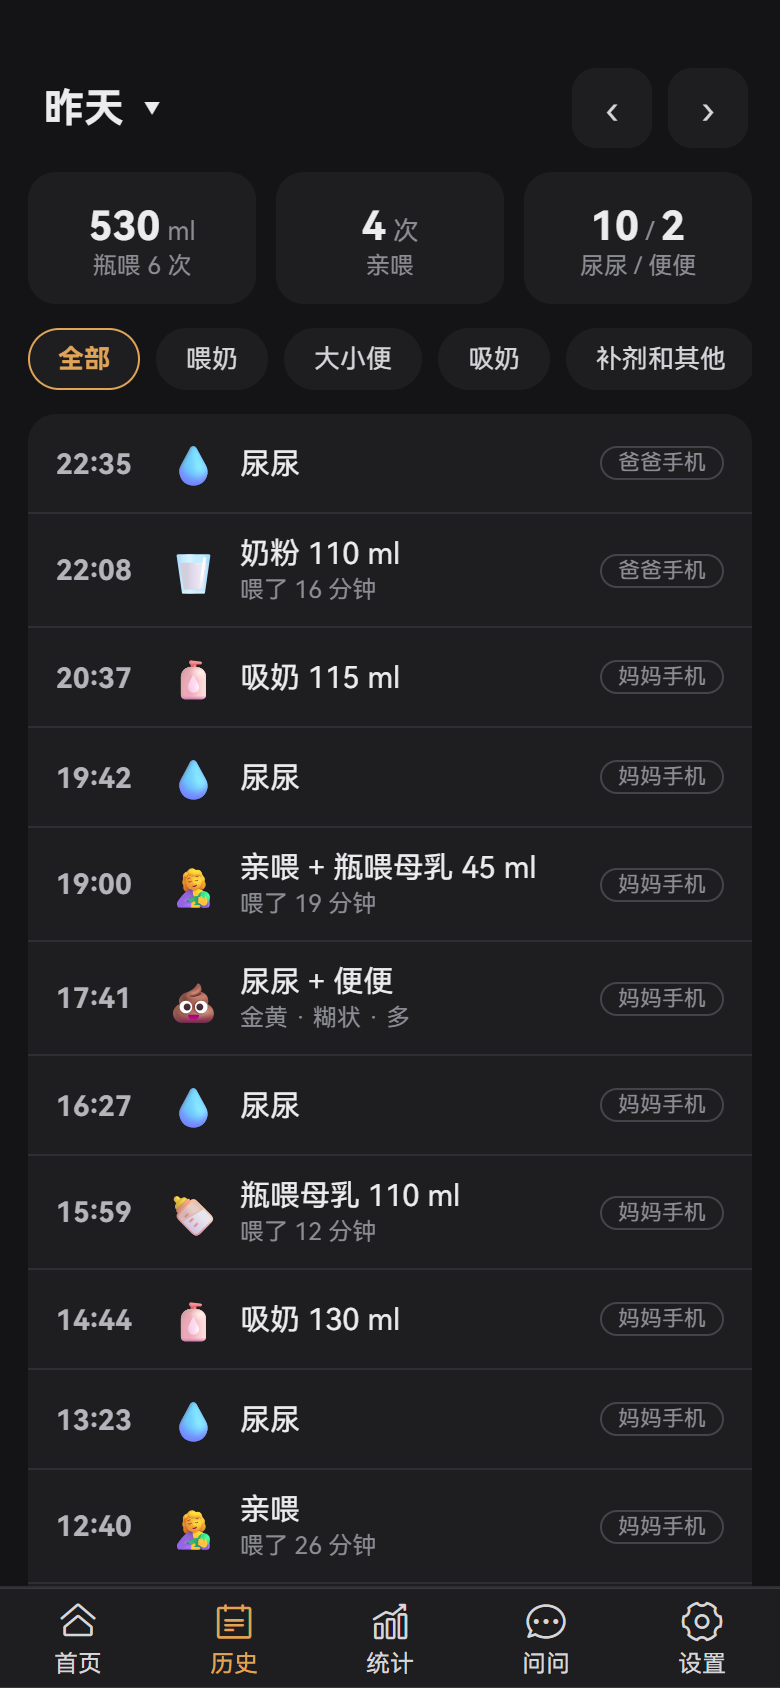 昨天 ▼
‹ ›
530 ml
瓶喂 6 次
4 次
亲喂
10 / 2
尿尿 / 便便
全部 喂奶 大小便 吸奶 补剂和其他
22:35 尿尿 爸爸手机
22:08 奶粉 110 ml 爸爸手机
喂了 16 分钟
20:37 吸奶 115 ml 妈妈手机
19:42 尿尿 妈妈手机
19:00 亲喂 + 瓶喂母乳 45 ml 妈妈手机
喂了 19 分钟
17:41 尿尿 + 便便 妈妈手机
金黄 · 糊状 · 多
16:27 尿尿 妈妈手机
15:59 瓶喂母乳 110 ml 妈妈手机
喂了 12 分钟
14:44 吸奶 130 ml 妈妈手机
13:23 尿尿 妈妈手机
12:40 亲喂 妈妈手机
喂了 26 分钟
首页 历史 统计 问问 设置